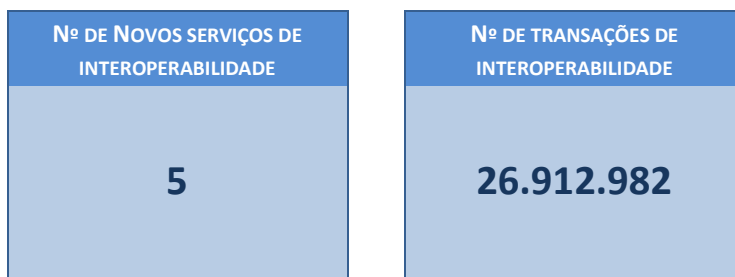 Nº DE NOVOS SERVIÇOS DE
INTEROPERABILIDADE
5
Nº DE TRANSAÇÕES DE
INTEROPERABILIDADE
26.912.982